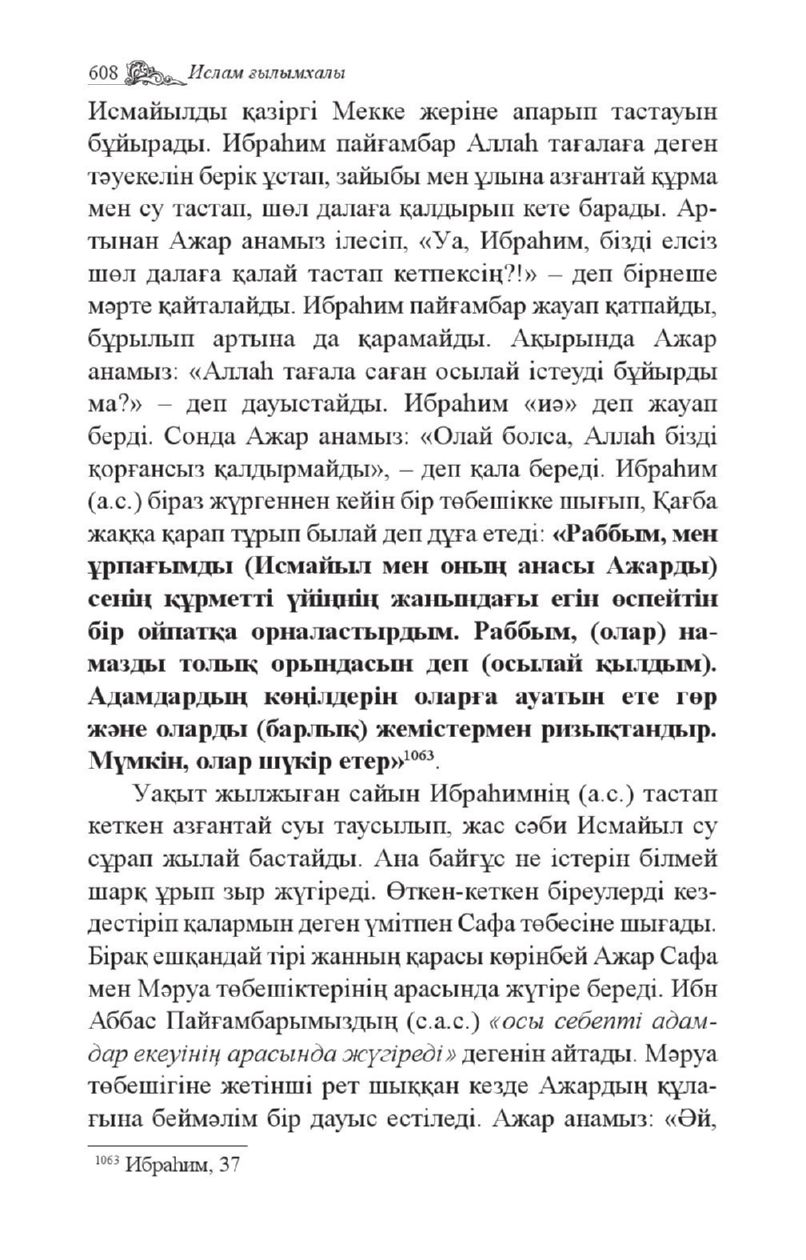 608 Ислам ғылымхалы
Исмайылды қазіргі Мекке жеріне апарып тастауын
бұйырады. Ибраһим пайғамбар Аллаһ тағалаға деген
тәуекелін берік ұстап, зайыбы мен ұлына азғантай құрма
мен су тастап, шөл далаға қалдырып кете барады. Ар-
тынан Ажар анамыз ілесіп, «Уа, Ибраһим, бізді елсіз
шөл далаға қалай тастап кетпексің?!» – деп бірнеше
мәрте қайталайды. Ибраһим пайғамбар жауап қатпайды,
бұрылып артына да қарамайды. Ақырында Ажар
анамыз: «Аллаһ тағала саған осылай істеуді бұйырды
ма?» – деп дауыстайды. Ибраһим «иә» деп жауап
берді. Сонда Ажар анамыз: «Олай болса, Аллаһ бізді
қорғансыз қалдырмайды», – деп қала береді. Ибраһим
(а.с.) біраз жүргеннен кейін бір төбешікке шығып, Қағба
жаққа қарап тұрып былай деп дұға етеді: «Раббым, мен
ұрпағымды (Исмайыл мен оның анасы Ажарды)
сенің құрметті үйіңнің жанындағы егін өспейтін
бір ойпатқа орналастырдым. Раббым, (олар) на-
мазды толық орындасын деп (осылай қылдым).
Адамдардың көңілдерін оларға ауатын ете гөр
және оларды (барлық) жемістермен ризықтандыр.
Мүмкін, олар шүкір етер»¹⁰⁶³.
Уақыт жылжыған сайын Ибраһимнің (а.с.) тастап
кеткен азғантай суы таусылып, жас сәби Исмайыл су
сұрап жылай бастайды. Ана байғұс не істерін білмей
шарқ ұрып зыр жүгіреді. Өткен-кеткен біреулерді кез-
дестіріп қалармын деген үмітпен Сафа төбесіне шығады.
Бірақ ешқандай тірі жанның қарасы көрінбей Ажар Сафа
мен Мәруа төбешіктерінің арасында жүгіре береді. Ибн
Аббас Пайғамбарымыздың (с.а.с.) «осы себепті адам-
дар екеуінің арасында жүгіреді» дегенін айтады. Мәруа
төбешігіне жетінші рет шыққан кезде Ажардың құла-
ғына беймәлім бір дауыс естіледі. Ажар анамыз: «Әй,
¹⁰⁶³ Ибраһим, 37